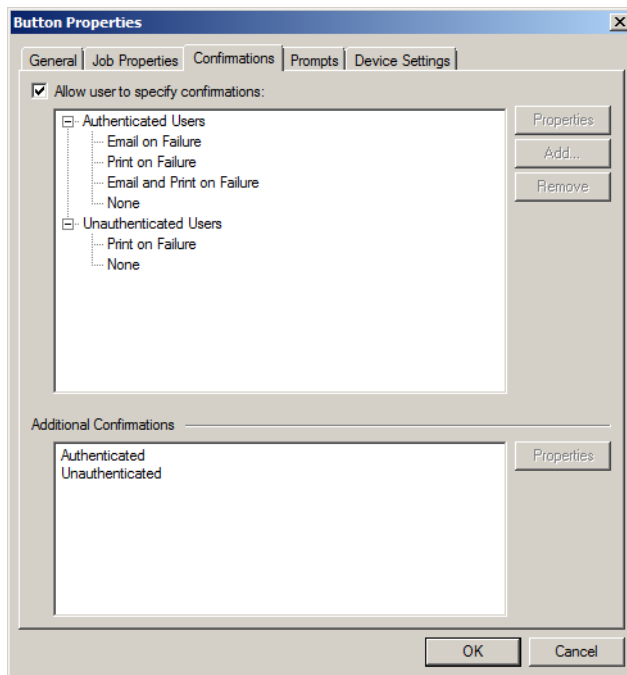 Button Properties
General Job Properties Confirmations Prompts Device Settings
Allow user to specify confirmations:
Authenticated Users
Email on Failure
Print on Failure
Email and Print on Failure
None
Unauthenticated Users
Print on Failure
None
Properties
Add...
Remove
Additional Confirmations
Authenticated
Unauthenticated
Properties
OK Cancel